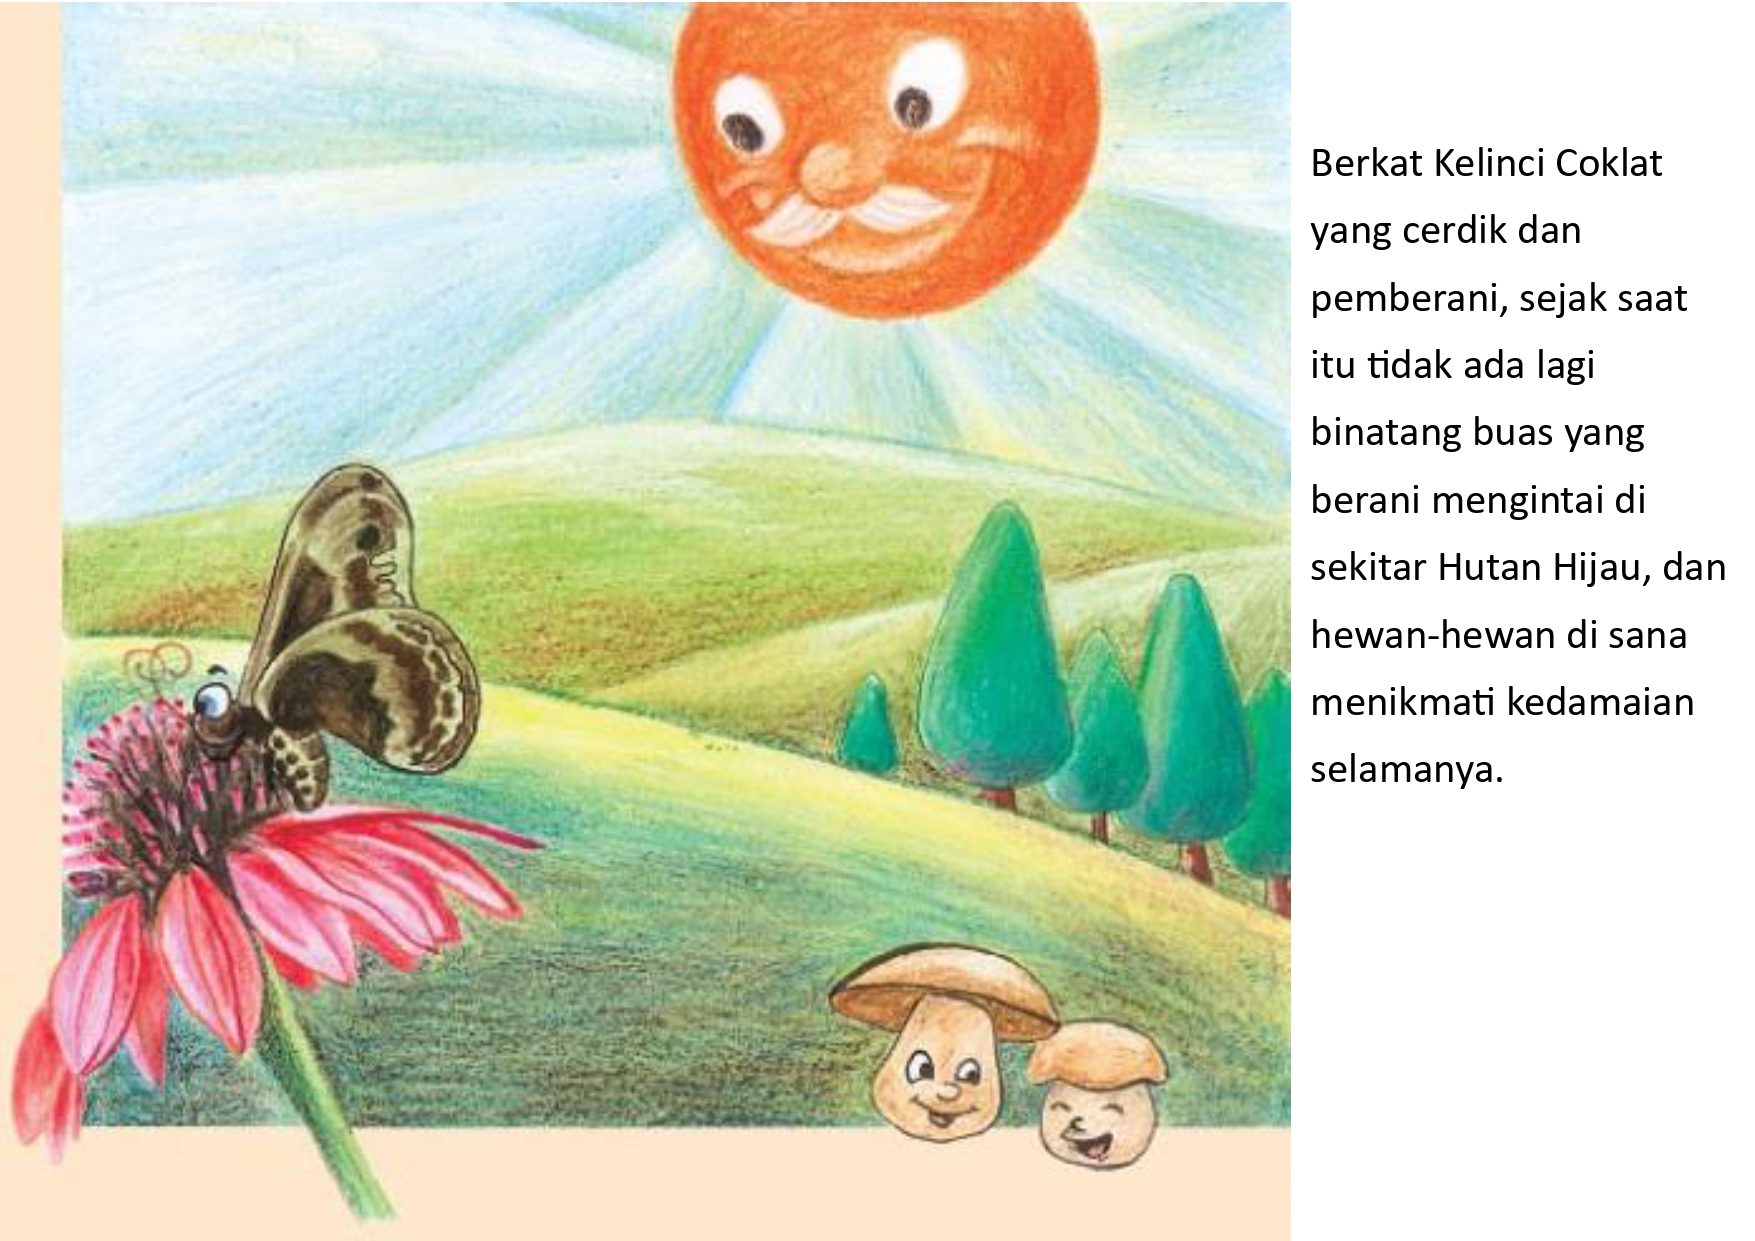 Berkat Kelinci Coklat
yang cerdik dan
pemberani, sejak saat
itu tidak ada lagi
binatang buas yang
berani mengintai di
sekitar Hutan Hijau, dan
hewan-hewan di sana
menikmati kedamaian
selamanya.